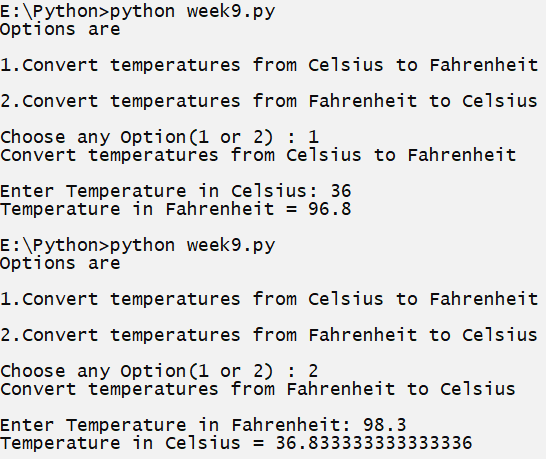 E:\Python>python week9.py
Options are
1.Convert temperatures from Celsius to Fahrenheit
2.Convert temperatures from Fahrenheit to Celsius
Choose any Option(1 or 2) : 1
Convert temperatures from Celsius to Fahrenheit
Enter Temperature in Celsius: 36
Temperature in Fahrenheit = 96.8
E:\Python>python week9.py
Options are
1.Convert temperatures from Celsius to Fahrenheit
2.Convert temperatures from Fahrenheit to Celsius
Choose any Option(1 or 2) : 2
Convert temperatures from Fahrenheit to Celsius
Enter Temperature in Fahrenheit: 98.3
Temperature in Celsius = 36.833333333333336